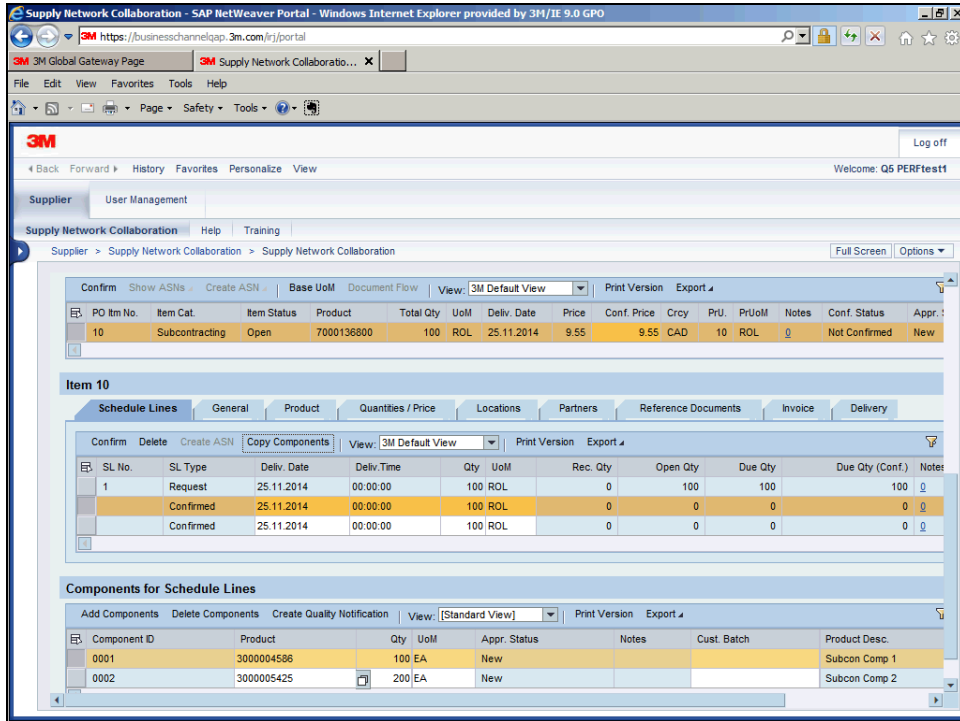 Supply Network Collaboration - SAP NetWeaver Portal - Windows Internet Explorer provided by 3M/IE 9.0 GPO
3M https://businesschannelqap.3m.com/irj/portal
3M 3M Global Gateway Page 3M Supply Network Collaboratio... X
File Edit View Favorites Tools Help
Page Safety Tools
3M Log off
Back Forward History Favorites Personalize View Welcome: Q5 PERFtest1
Supplier User Management
Supply Network Collaboration Help Training
Supplier > Supply Network Collaboration > Supply Network Collaboration Full Screen Options
Confirm Show ASNs Create ASN Base UoM Document Flow View: 3M Default View Print Version Export
PO Itm No. Item Cat. Item Status Product Total Qty UoM Deliv. Date Price Conf. Price Crcy PrU. PrUoM Notes Conf. Status Appr.
10 Subcontracting Open 7000136800 100 ROL 25.11.2014 9.55 9.55 CAD 10 ROL 0 Not Confirmed New
Item 10
Schedule Lines General Product Quantities / Price Locations Partners Reference Documents Invoice Delivery
Confirm Delete Create ASN Copy Components View: 3M Default View Print Version Export
SL No. SL Type Deliv. Date Deliv.Time Qty UoM Rec. Qty Open Qty Due Qty Due Qty (Conf.) Notes
1 Request 25.11.2014 00:00:00 100 ROL 0 100 100 100 0
Confirmed 25.11.2014 00:00:00 100 ROL 0 0 0 0 0
Confirmed 25.11.2014 00:00:00 100 ROL 0 0 0 0 0
Components for Schedule Lines
Add Components Delete Components Create Quality Notification View: [Standard View] Print Version Export
Component ID Product Qty UoM Appr. Status Notes Cust. Batch Product Desc.
0001 3000004586 100 EA New Subcon Comp 1
0002 3000005425 200 EA New Subcon Comp 2